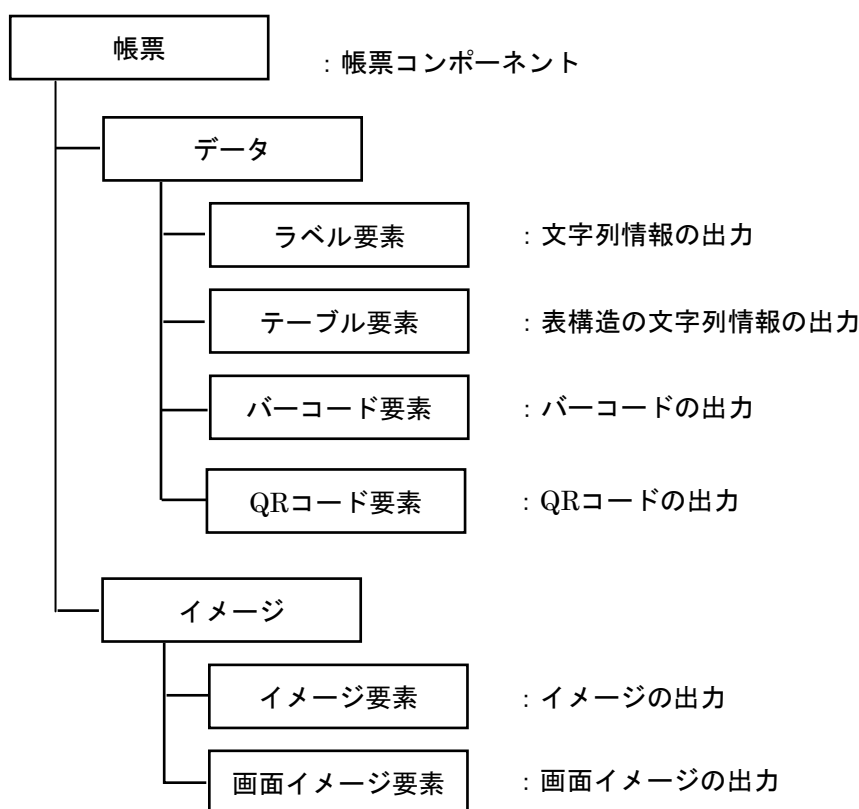 帳票
：帳票コンポーネント
データ
ラベル要素
：文字列情報の出力
テーブル要素
：表構造の文字列情報の出力
バーコード要素
：バーコードの出力
QRコード要素
：QRコードの出力
イメージ
イメージ要素
：イメージの出力
画面イメージ要素
：画面イメージの出力